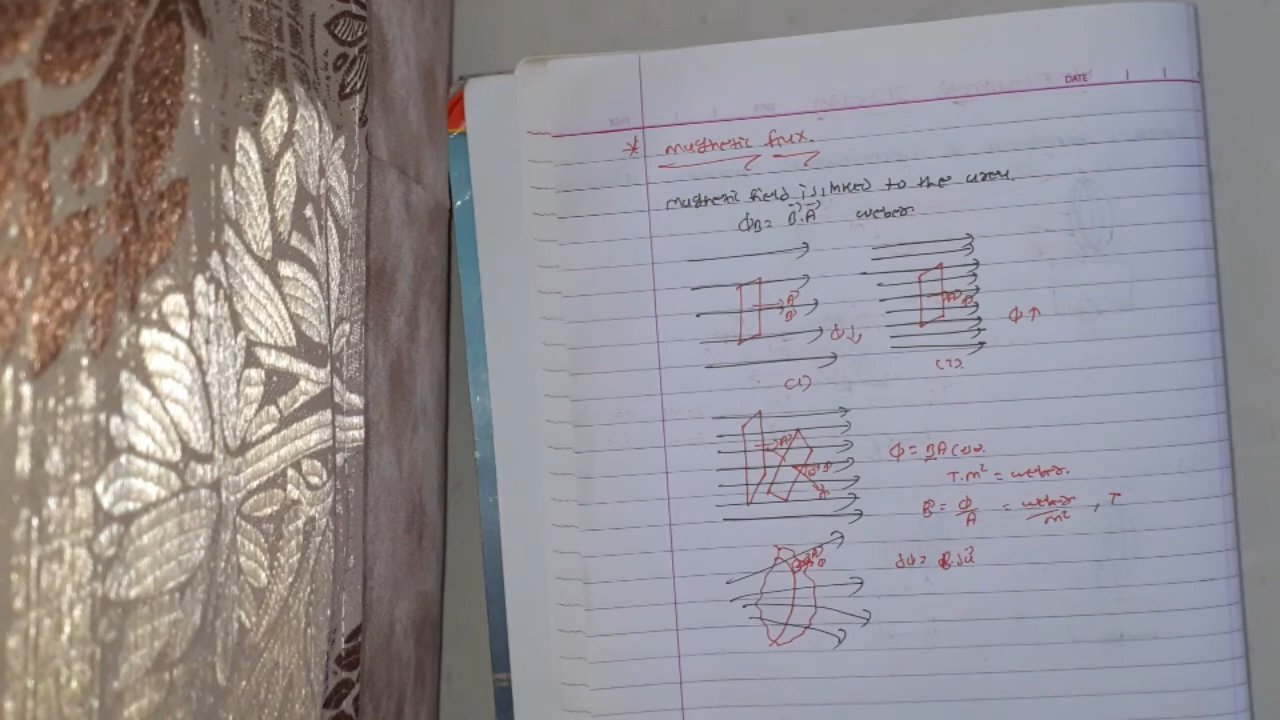 DATE
* magnetic flux.
magnetic field is linked to the area.
ΦB = B⃗.A⃗ weber
A⃗
B⃗
Φ↓
(1)
Φ↑
(2)
A⃗
Φ = BA cosθ.
T.m² = weber.
B = Φ/A = weber/m² , T
dφ = B.da⃗